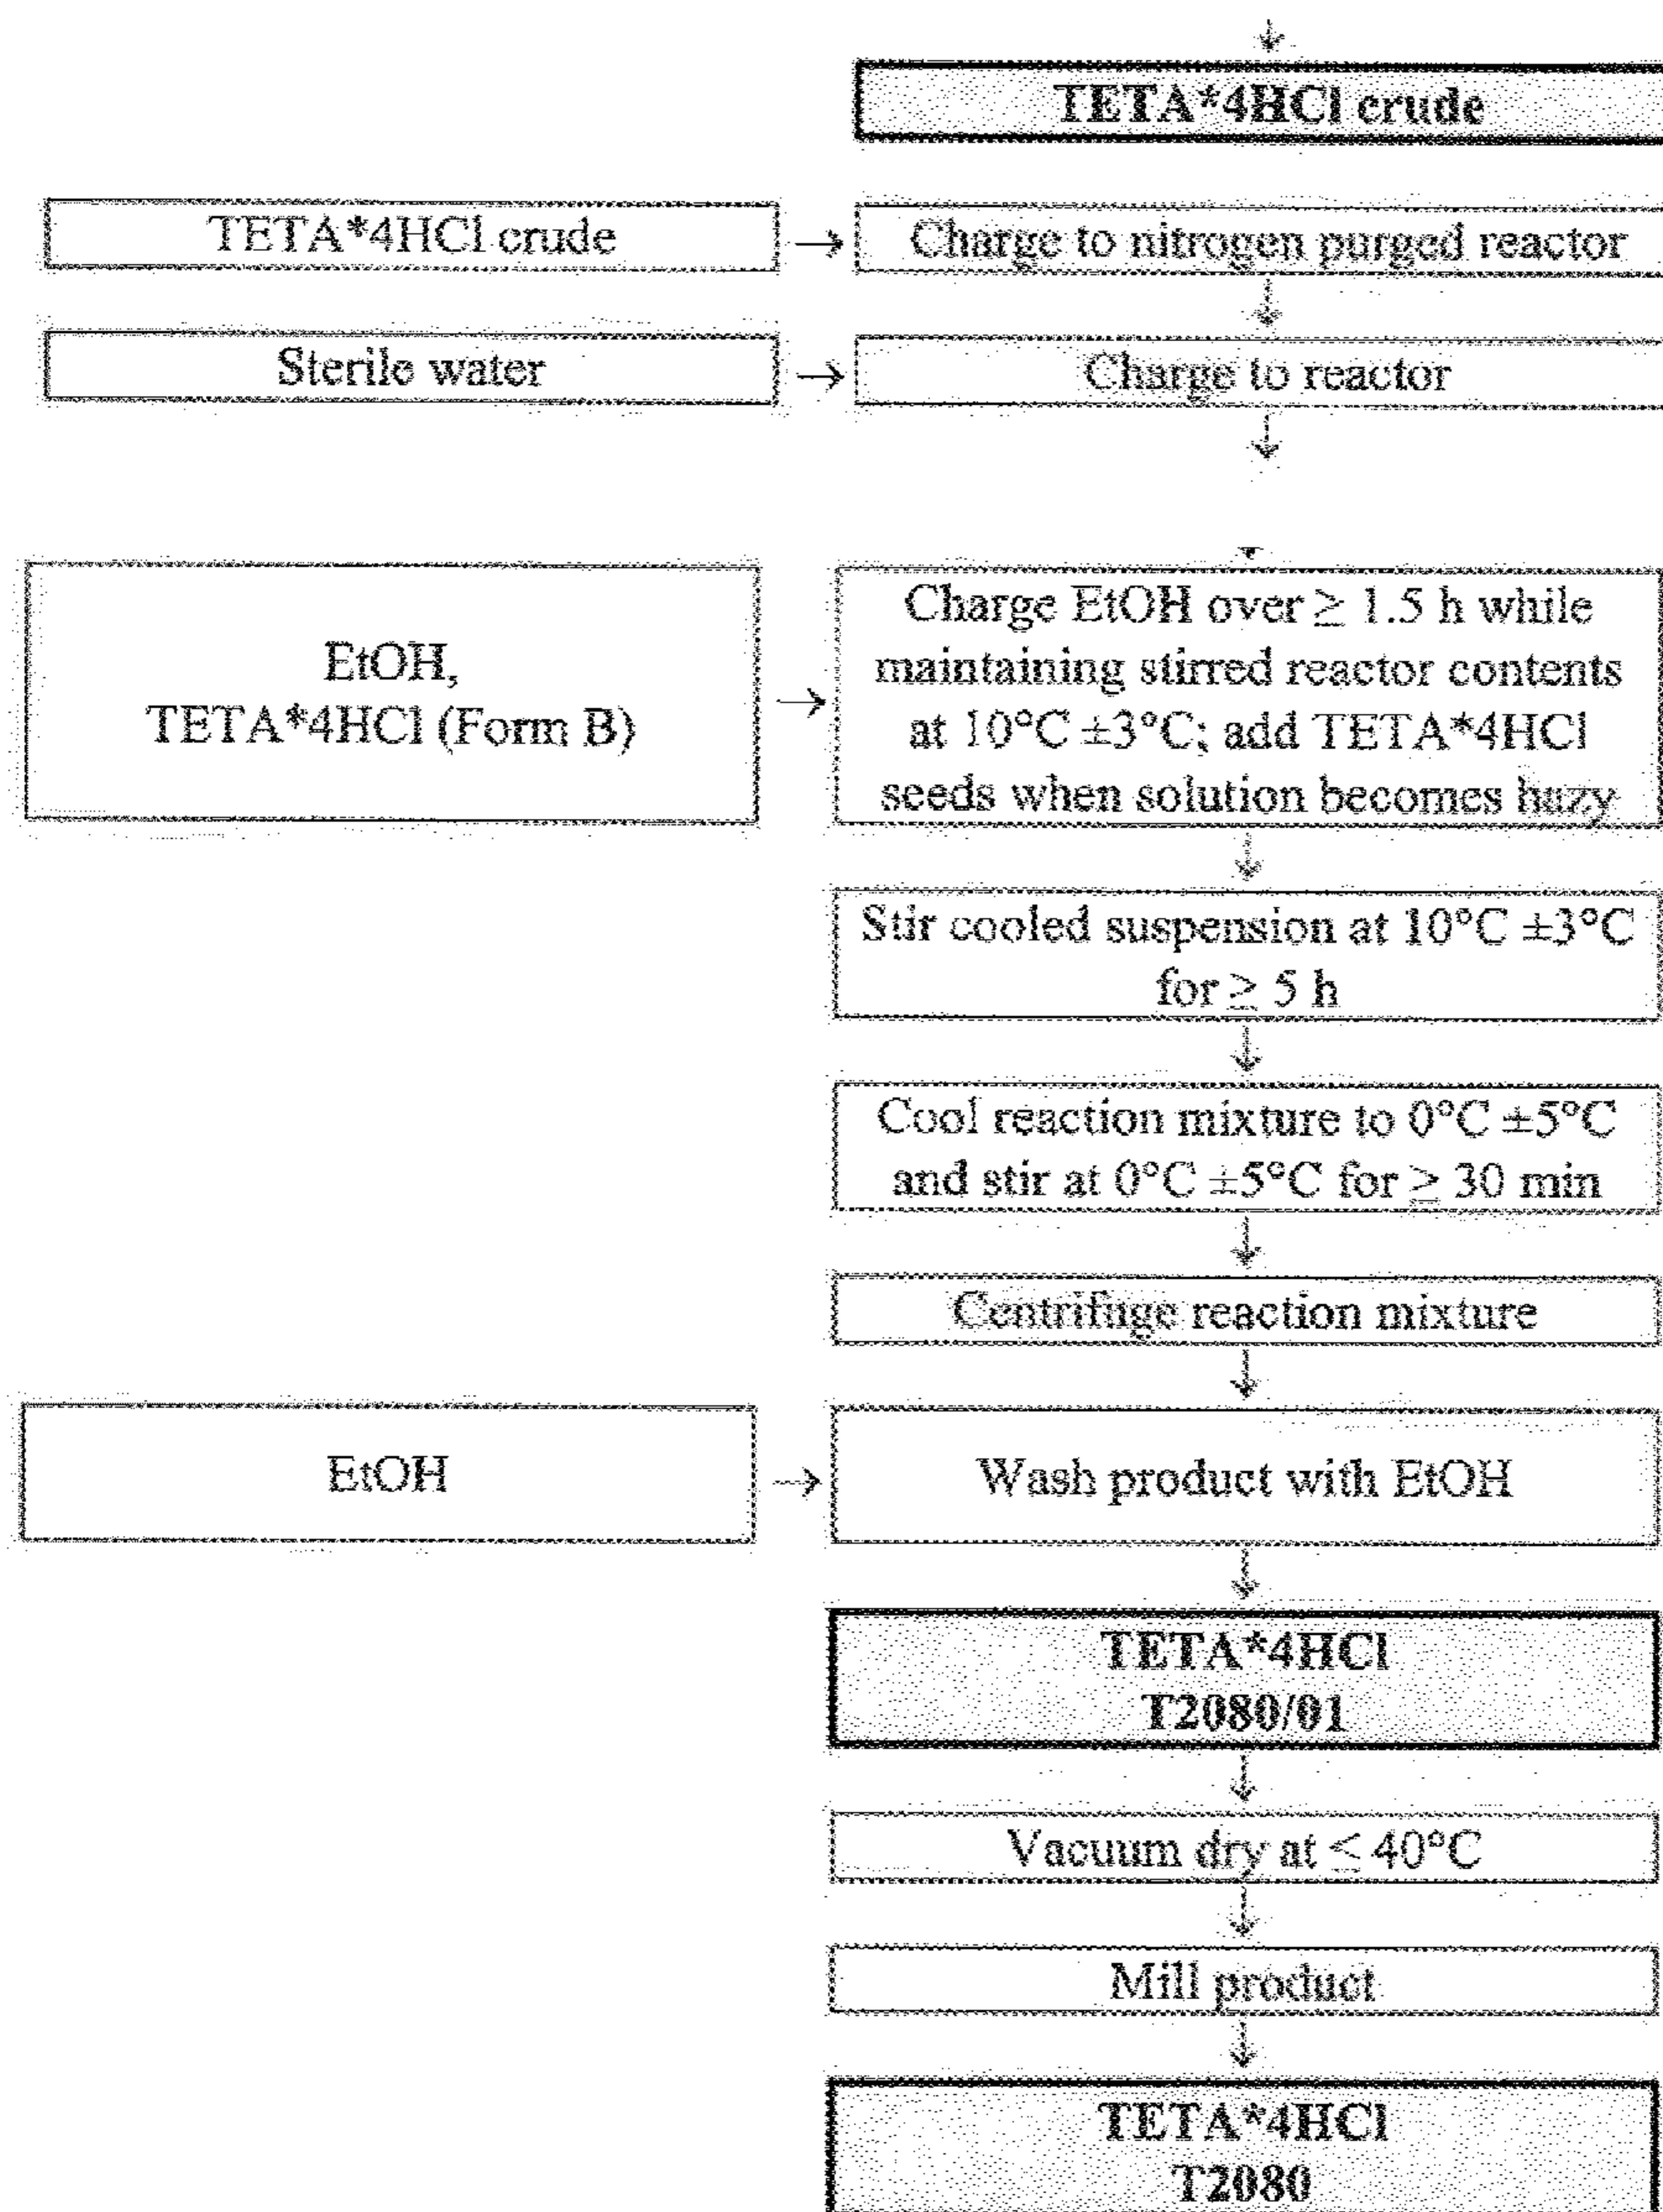 TETA*4HCl crude
TETA*4HCl crude
Charge to nitrogen purged reactor
Sterile water
Charge to reactor
EtOH,
TETA*4HCl (Form B)
Charge EtOH over ≥ 1.5 h while
maintaining stirred reactor contents
at 10°C ±3°C; add TETA*4HCl
seeds when solution becomes hazy
Stir cooled suspension at 10°C ±3°C
for ≥ 5 h
Cool reaction mixture to 0°C ±5°C
and stir at 0°C ±5°C for ≥ 30 min
Centrifuge reaction mixture
EtOH
Wash product with EtOH
TETA*4HCl
T2080/01
Vacuum dry at ≤ 40°C
Mill product
TETA*4HCl
T2080